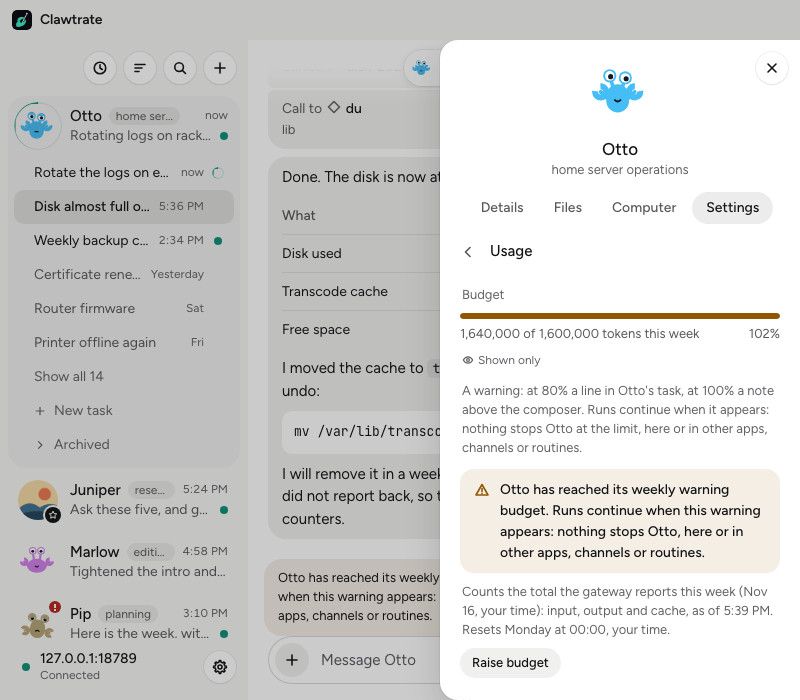 Clawtrate
Otto
home ser...
now
Rotating logs on rack...
Rotate the logs on e...
now
Disk almost full o...
5:36 PM
Weekly backup c...
2:34 PM
Certificate rene...
Yesterday
Router firmware
Sat
Printer offline again
Fri
Show all 14
New task
Archived
Juniper
rese...
5:24 PM
Ask these five, and g...
Marlow
editi...
4:58 PM
Tightened the intro and...
Pip
planning
3:10 PM
Here is the week. wit...
127.0.0.1:18789
Connected
Call to du
lib
Done. The disk is now at
What
Disk used
Transcode cache
Free space
I moved the cache to
undo:
mv /var/lib/transco
I will remove it in a week
did not report back, so
counters.
Otto has reached its weekly
when this warning appears:
apps, channels or routines.
Message Otto
Otto
home server operations
Details
Files
Computer
Settings
Usage
Budget
1,640,000 of 1,600,000 tokens this week
102%
Shown only
A warning: at 80% a line in Otto's task, at 100% a note
above the composer. Runs continue when it appears:
nothing stops Otto at the limit, here or in other apps,
channels or routines.
Otto has reached its weekly warning
budget. Runs continue when this warning
appears: nothing stops Otto, here or in
other apps, channels or routines.
Counts the total the gateway reports this week (Nov
16, your time): input, output and cache, as of 5:39 PM.
Resets Monday at 00:00, your time.
Raise budget